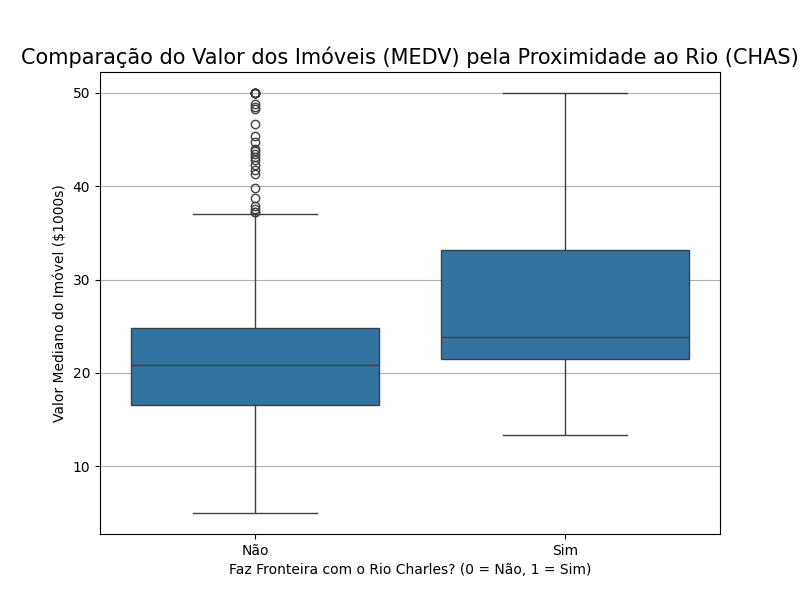 Comparação do Valor dos Imóveis (MEDV) pela Proximidade ao Rio (CHAS)
Valor Mediano do Imóvel ($1000s)
50
40
30
20
10
Não
Sim
Faz Fronteira com o Rio Charles? (0 = Não, 1 = Sim)